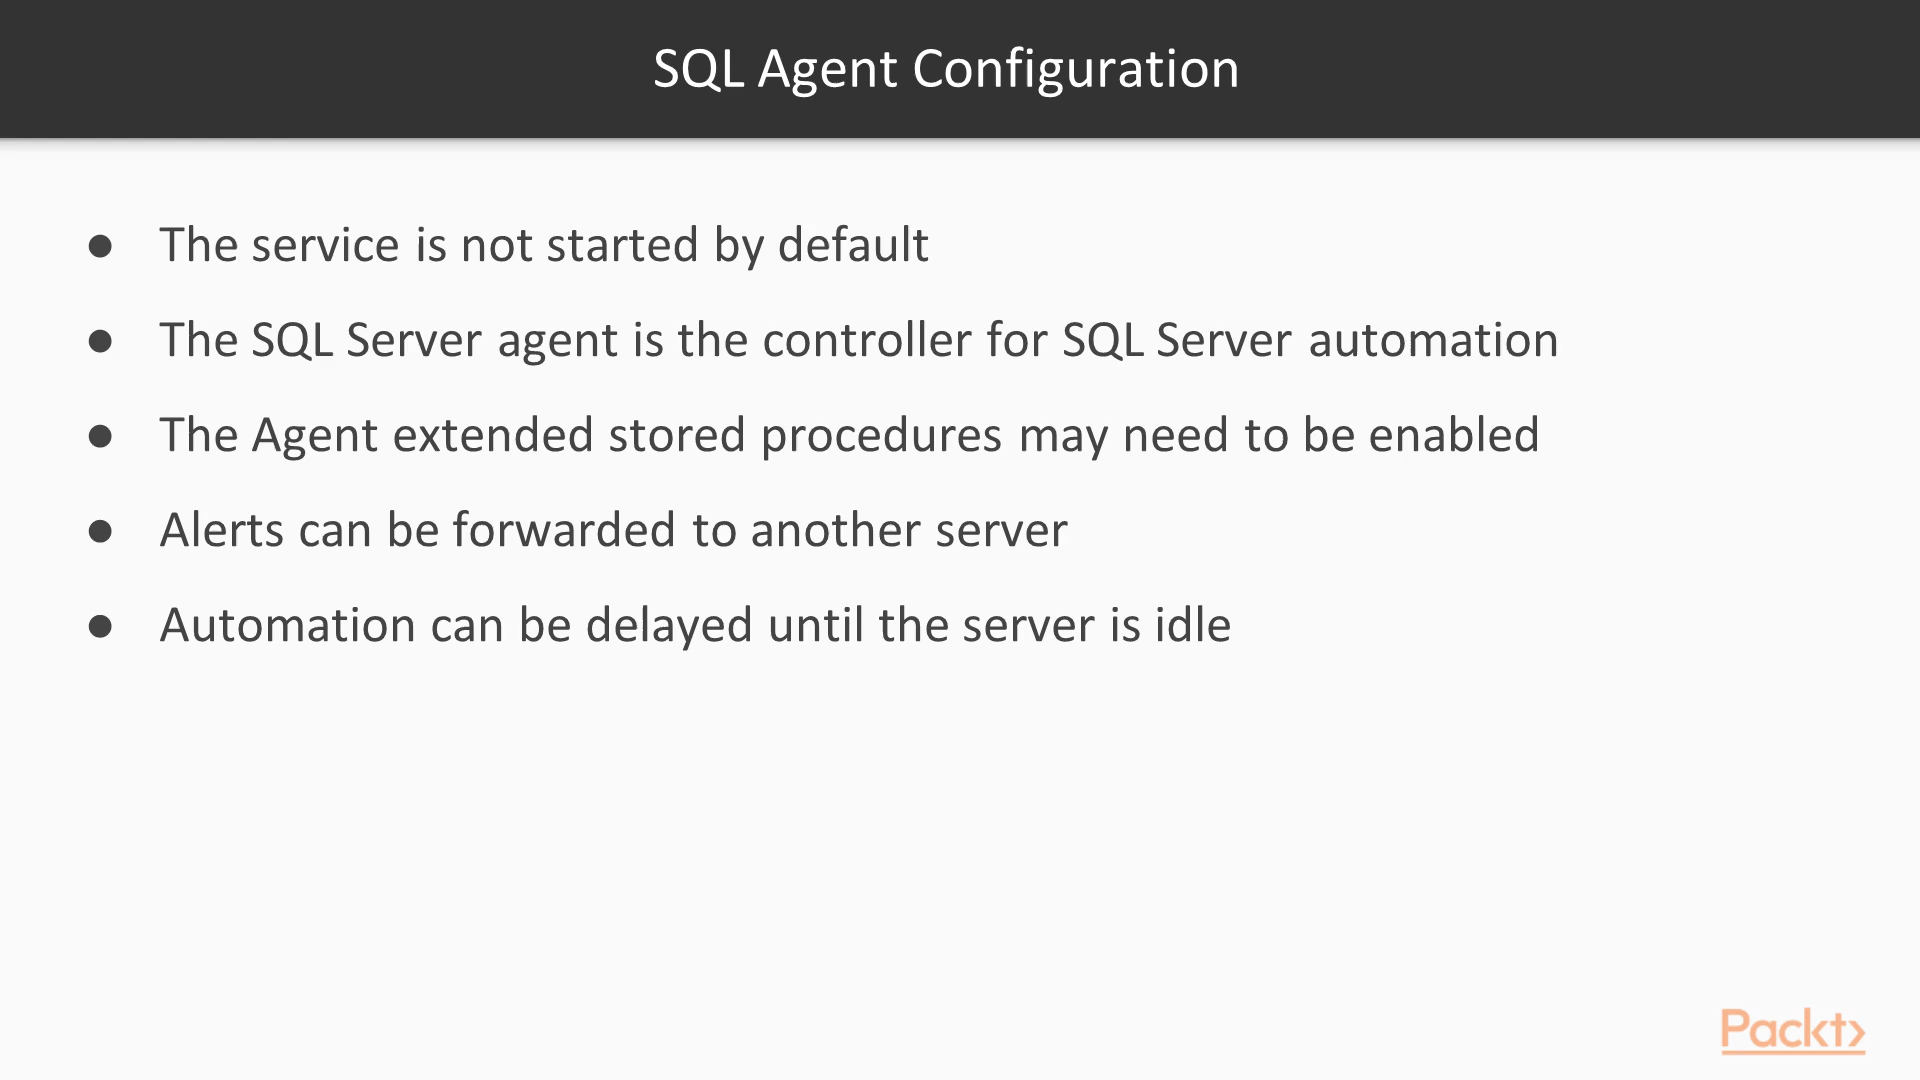 SQL Agent Configuration
● The service is not started by default
● The SQL Server agent is the controller for SQL Server automation
● The Agent extended stored procedures may need to be enabled
● Alerts can be forwarded to another server
● Automation can be delayed until the server is idle
Packt>